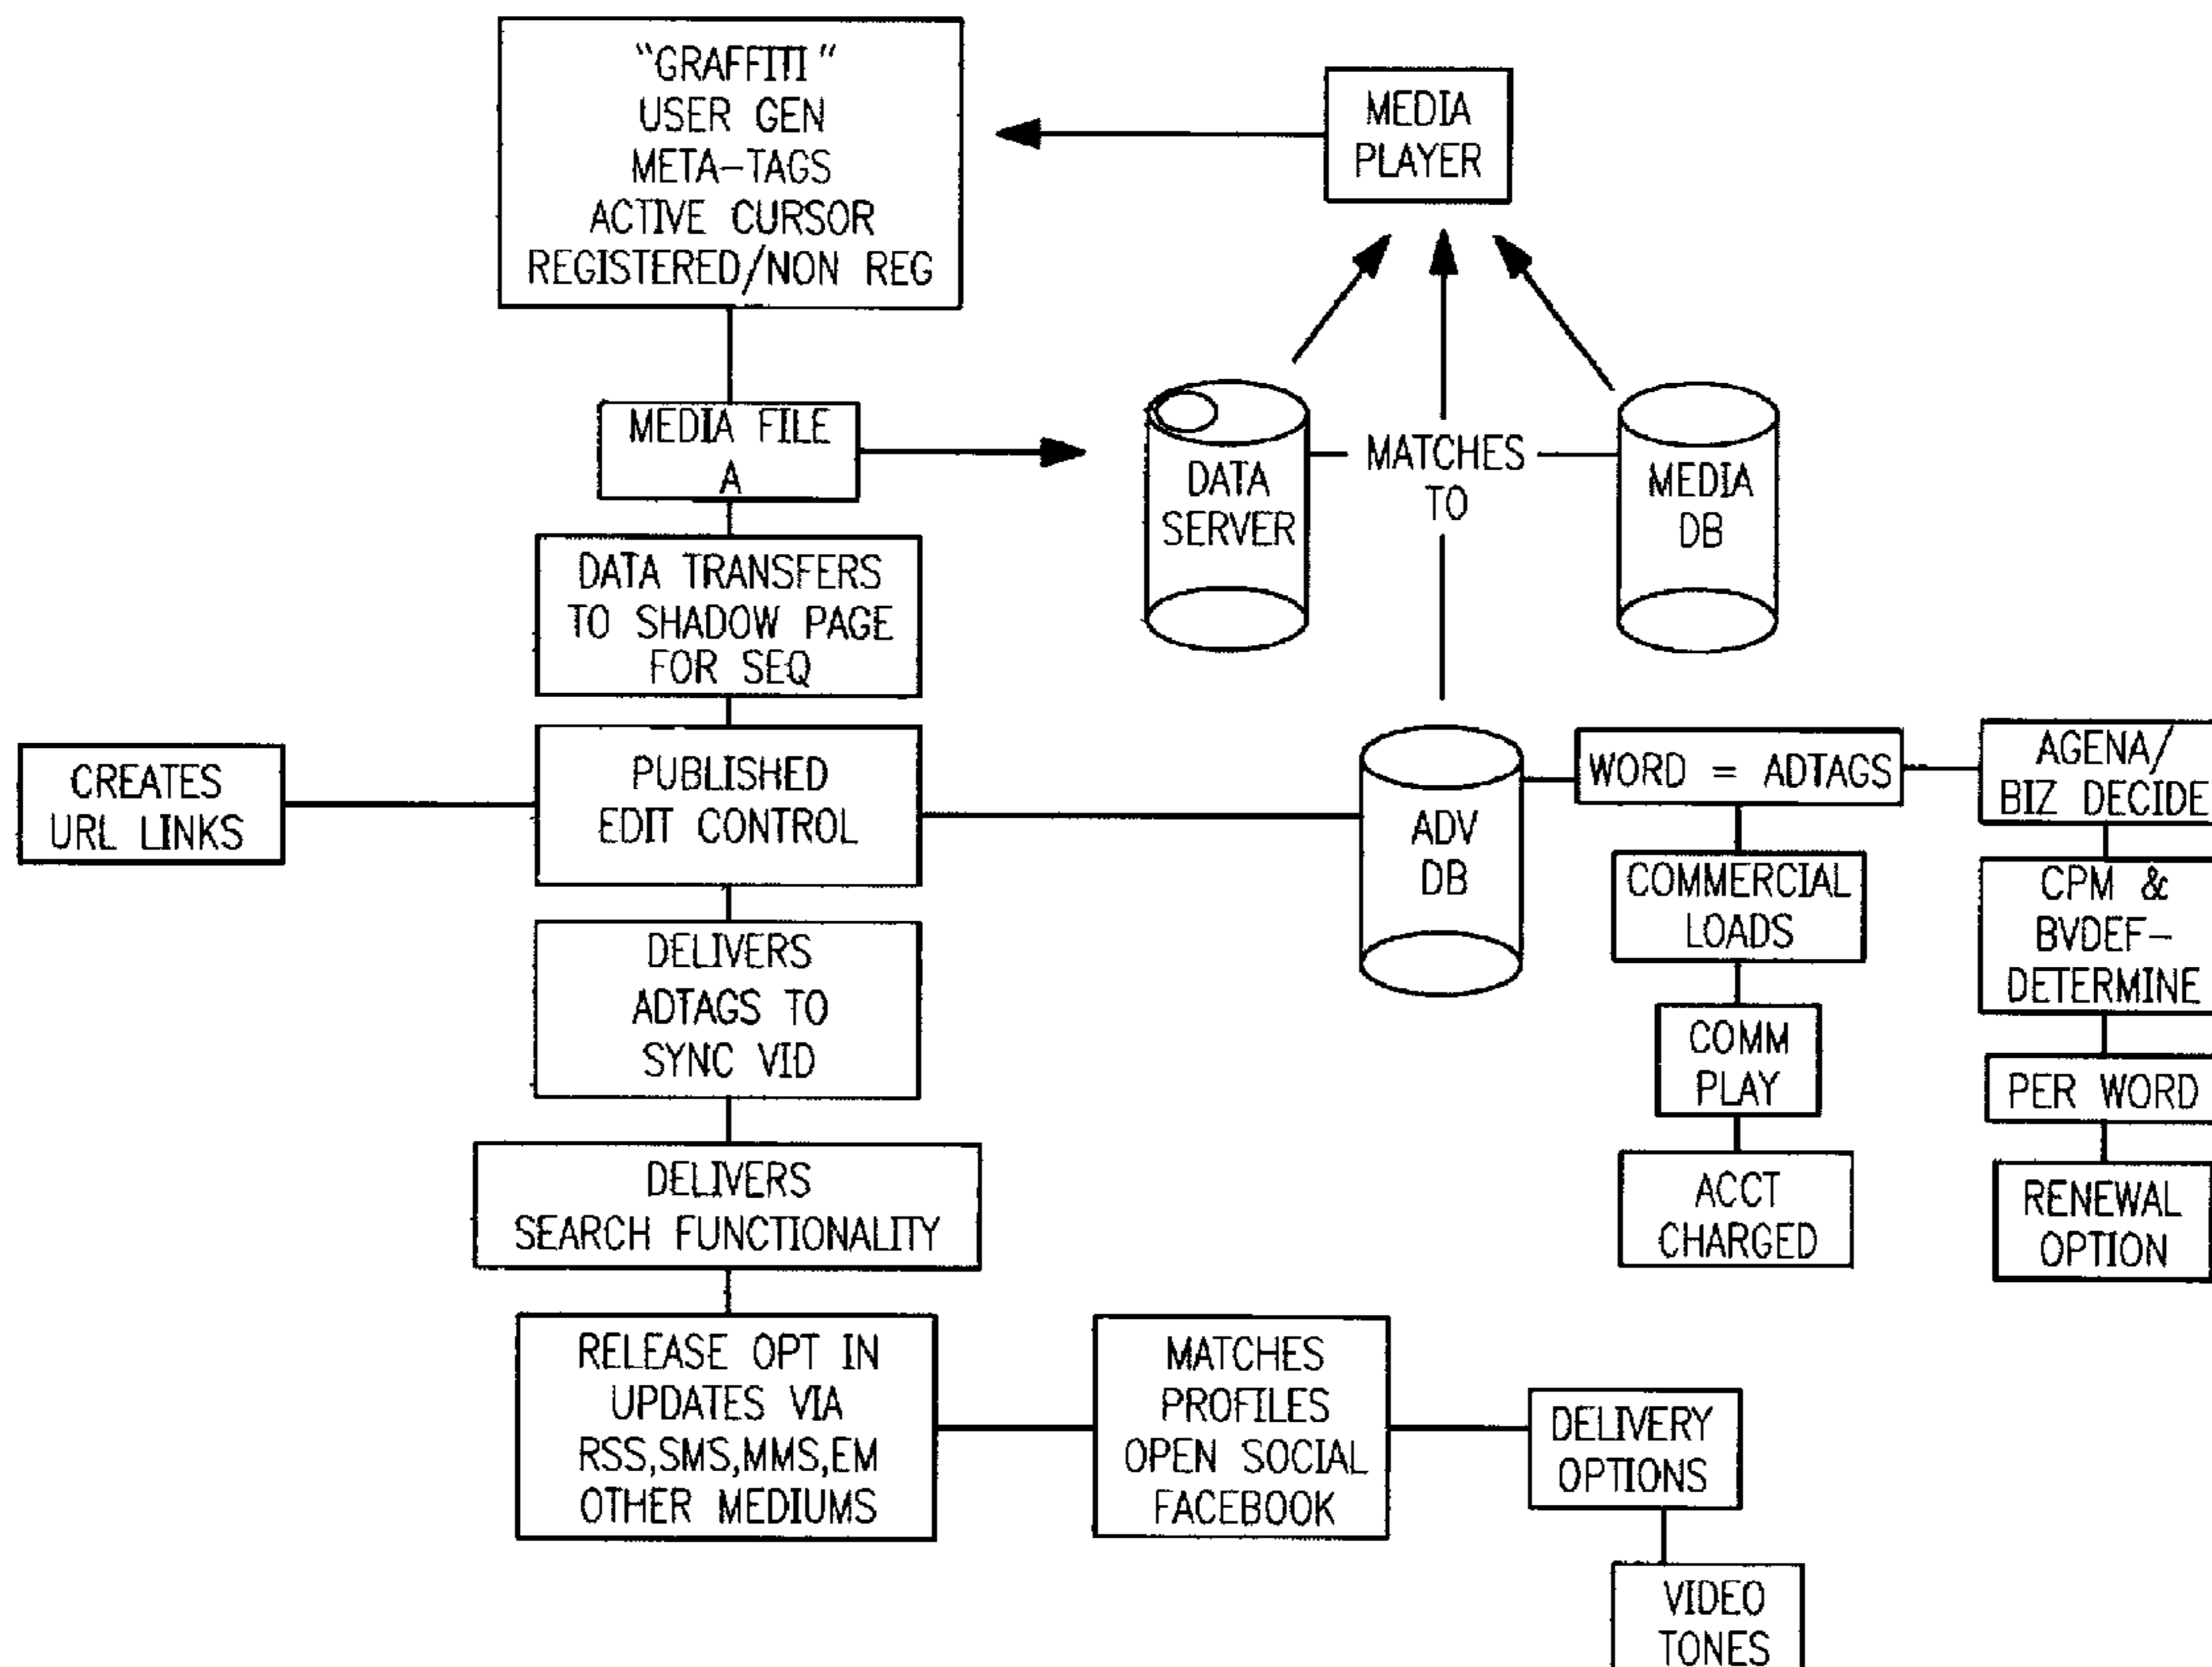 "GRAFFITI"
USER GEN
META-TAGS
ACTIVE CURSOR
REGISTERED/NON REG
MEDIA
PLAYER
MEDIA FILE
A
DATA
SERVER
MATCHES
TO
MEDIA
DB
DATA TRANSFERS
TO SHADOW PAGE
FOR SEQ
CREATES
URL LINKS
PUBLISHED
EDIT CONTROL
ADV
DB
WORD = ADTAGS
AGENA/
BIZ DECIDE
COMMERCIAL
LOADS
CPM &
BVDEF-
DETERMINE
DELIVERS
ADTAGS TO
SYNC VID
COMM
PLAY
PER WORD
DELIVERS
SEARCH FUNCTIONALITY
ACCT
CHARGED
RENEWAL
OPTION
RELEASE OPT IN
UPDATES VIA
RSS,SMS,MMS,EM
OTHER MEDIUMS
MATCHES
PROFILES
OPEN SOCIAL
FACEBOOK
DELIVERY
OPTIONS
VIDEO
TONES